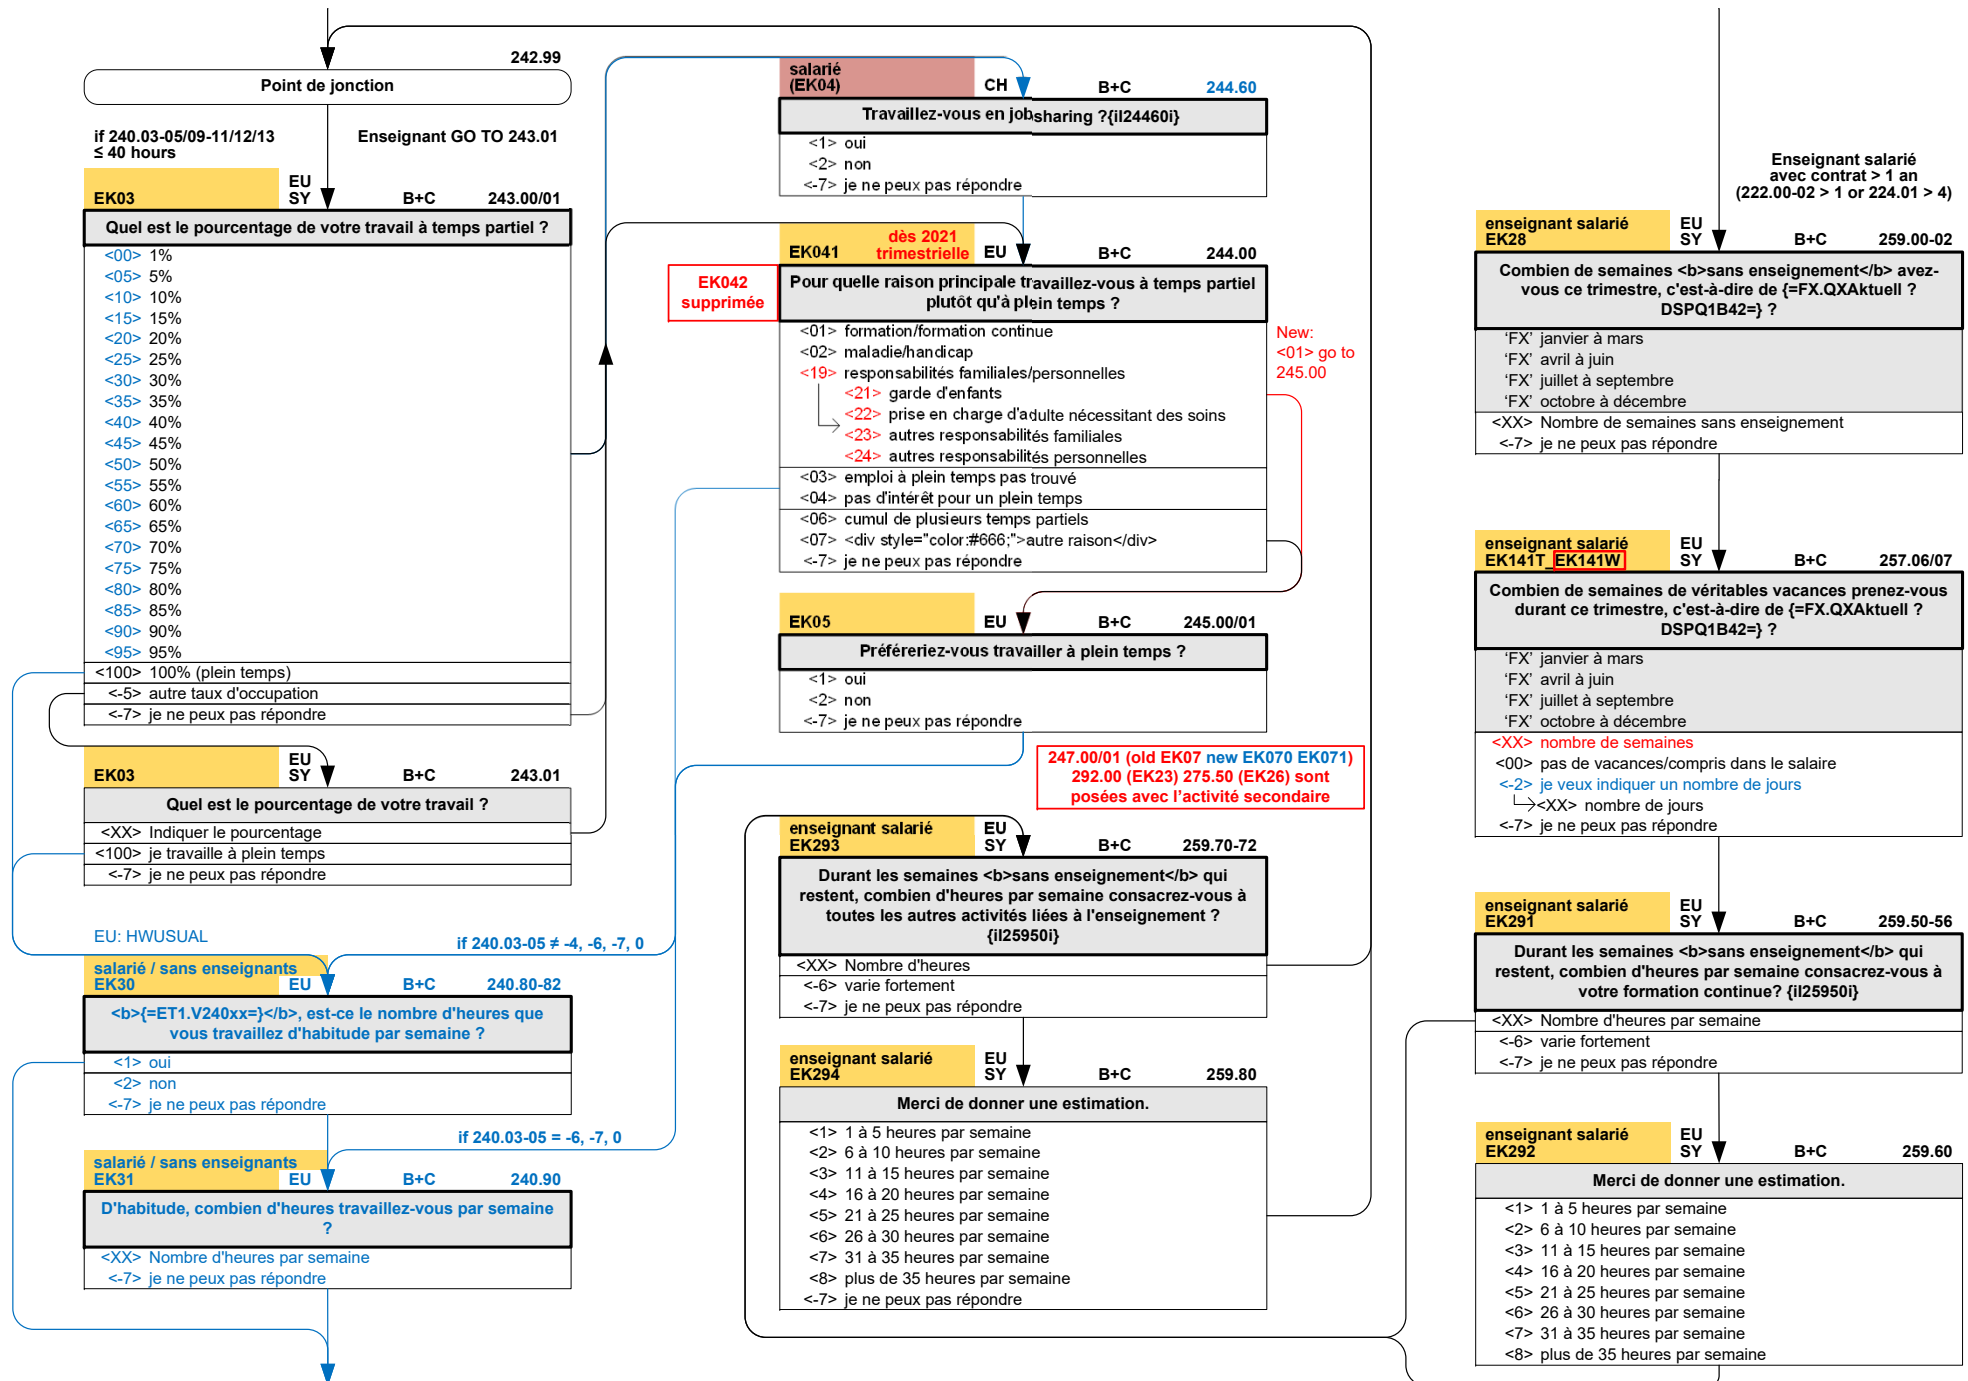 242.99
Point de jonction
if 240.03-05/09-11/12/13
≤ 40 hours
Enseignant GO TO 243.01
EK03
EU
SY
B+C
243.00/01
Quel est le pourcentage de votre travail à temps partiel ?
<00> 1%
<05> 5%
<10> 10%
<15> 15%
<20> 20%
<25> 25%
<30> 30%
<35> 35%
<40> 40%
<45> 45%
<50> 50%
<55> 55%
<60> 60%
<65> 65%
<70> 70%
<75> 75%
<80> 80%
<85> 85%
<90> 90%
<95> 95%
<100> 100% (plein temps)
<-5> autre taux d'occupation
<-7> je ne peux pas répondre
EK03
EU
SY
B+C
243.01
Quel est le pourcentage de votre travail ?
<XX> Indiquer le pourcentage
<100> je travaille à plein temps
<-7> je ne peux pas répondre
EU: HWUSUAL
if 240.03-05 ≠ -4, -6, -7, 0
salarié / sans enseignants
EK30
EU
B+C
240.80-82
<b>{=ET1.V240xx=}</b>, est-ce le nombre d'heures que
vous travaillez d'habitude par semaine ?
<1> oui
<2> non
<-7> je ne peux pas répondre
if 240.03-05 = -6, -7, 0
salarié / sans enseignants
EK31
EU
B+C
240.90
D'habitude, combien d'heures travaillez-vous par semaine
?
<XX> Nombre d'heures par semaine
<-7> je ne peux pas répondre
salarié
(EK04)
CH
B+C
244.60
Travaillez-vous en job sharing ?{il24460i}
<1> oui
<2> non
<-7> je ne peux pas répondre
EK041
dès 2021
trimestrielle
EU
B+C
244.00
EK042
supprimée
Pour quelle raison principale travaillez-vous à temps partiel
plutôt qu'à plein temps ?
<01> formation/formation continue
<02> maladie/handicap
<19> responsabilités familiales/personnelles
<21> garde d'enfants
<22> prise en charge d'adulte nécessitant des soins
<23> autres responsabilités familiales
<24> autres responsabilités personnelles
<03> emploi à plein temps pas trouvé
<04> pas d'intérêt pour un plein temps
<06> cumul de plusieurs temps partiels
<07> <div style="color:#666;">autre raison</div>
<-7> je ne peux pas répondre
New:
<01> go to
245.00
EK05
EU
B+C
245.00/01
Préféreriez-vous travailler à plein temps ?
<1> oui
<2> non
<-7> je ne peux pas répondre
247.00/01 (old EK07 new EK070 EK071)
292.00 (EK23) 275.50 (EK26) sont
posées avec l'activité secondaire
enseignant salarié
EK293
EU
SY
B+C
259.70-72
Durant les semaines <b>sans enseignement</b> qui
restent, combien d'heures par semaine consacrez-vous à
toutes les autres activités liées à l'enseignement ?
{il25950i}
<XX> Nombre d'heures
<-6> varie fortement
<-7> je ne peux pas répondre
enseignant salarié
EK294
EU
SY
B+C
259.80
Merci de donner une estimation.
<1> 1 à 5 heures par semaine
<2> 6 à 10 heures par semaine
<3> 11 à 15 heures par semaine
<4> 16 à 20 heures par semaine
<5> 21 à 25 heures par semaine
<6> 26 à 30 heures par semaine
<7> 31 à 35 heures par semaine
<8> plus de 35 heures par semaine
<-7> je ne peux pas répondre
Enseignant salarié
avec contrat > 1 an
(222.00-02 > 1 or 224.01 > 4)
enseignant salarié
EK28
EU
SY
B+C
259.00-02
Combien de semaines <b>sans enseignement</b> avez-
vous ce trimestre, c'est-à-dire de {=FX.QXAktuell ?
DSPQ1B42=} ?
‘FX’ janvier à mars
‘FX’ avril à juin
‘FX’ juillet à septembre
‘FX’ octobre à décembre
<XX> Nombre de semaines sans enseignement
<-7> je ne peux pas répondre
enseignant salarié
EK141T_EK141W
EU
SY
B+C
257.06/07
Combien de semaines de véritables vacances prenez-vous
durant ce trimestre, c'est-à-dire de {=FX.QXAktuell ?
DSPQ1B42=} ?
‘FX’ janvier à mars
‘FX’ avril à juin
‘FX’ juillet à septembre
‘FX’ octobre à décembre
<XX> nombre de semaines
<00> pas de vacances/compris dans le salaire
<-2> je veux indiquer un nombre de jours
<XX> nombre de jours
<-7> je ne peux pas répondre
enseignant salarié
EK291
EU
SY
B+C
259.50-56
Durant les semaines <b>sans enseignement</b> qui
restent, combien d'heures par semaine consacrez-vous à
votre formation continue? {il25950i}
<XX> Nombre d'heures par semaine
<-6> varie fortement
<-7> je ne peux pas répondre
enseignant salarié
EK292
EU
SY
B+C
259.60
Merci de donner une estimation.
<1> 1 à 5 heures par semaine
<2> 6 à 10 heures par semaine
<3> 11 à 15 heures par semaine
<4> 16 à 20 heures par semaine
<5> 21 à 25 heures par semaine
<6> 26 à 30 heures par semaine
<7> 31 à 35 heures par semaine
<8> plus de 35 heures par semaine